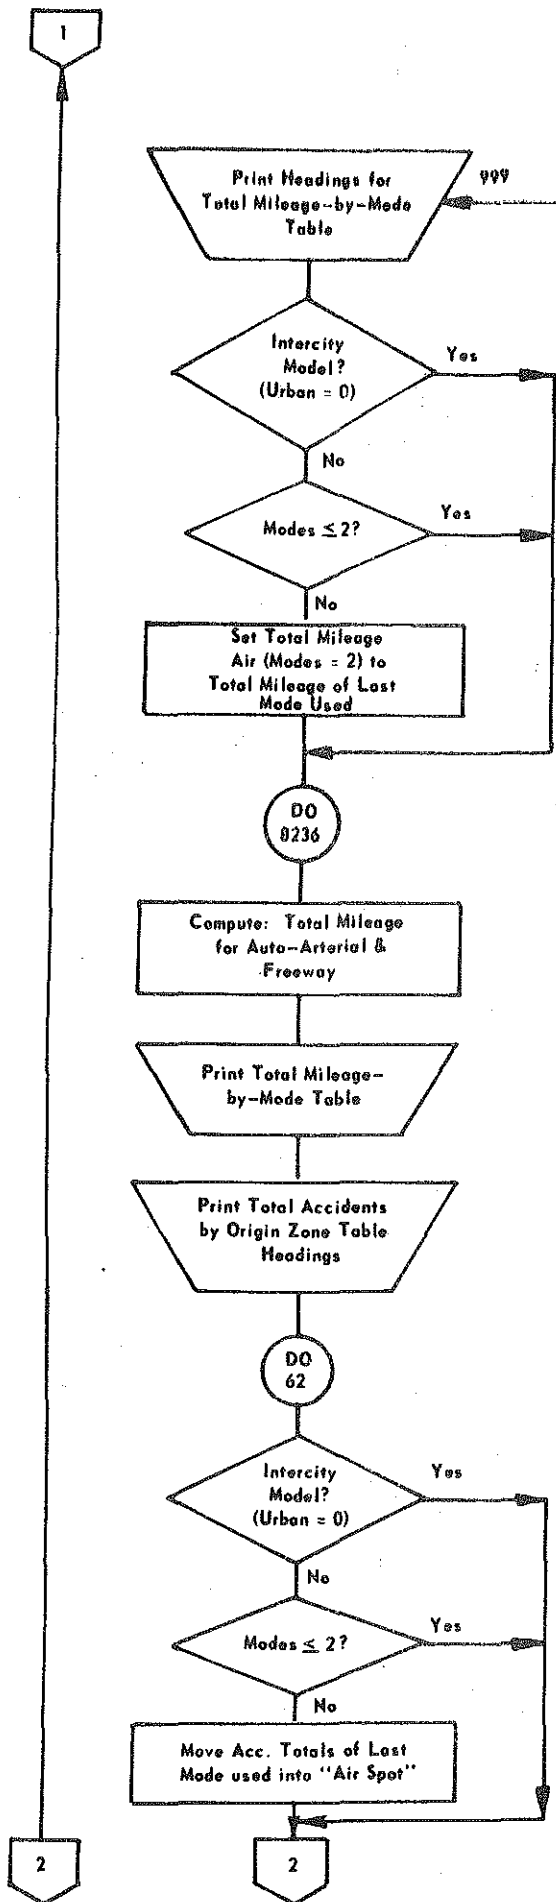 1
Print Headings for
Total Mileage-by-Mode
Table
999
Intercity
Model?
(Urban = 0)
Yes
No
Modes ≤ 2?
Yes
No
Set Total Mileage
Air (Modes = 2) to
Total Mileage of Last
Mode Used
DO
8236
Compute: Total Mileage
for Auto-Arterial &
Freeway
Print Total Mileage-
by-Mode Table
Print Total Accidents
by Origin Zone Table
Headings
DO
62
Intercity
Model?
(Urban = 0)
Yes
No
Modes ≤ 2?
Yes
No
Move Acc. Totals of Last
Mode used into "Air Spot"
2
2